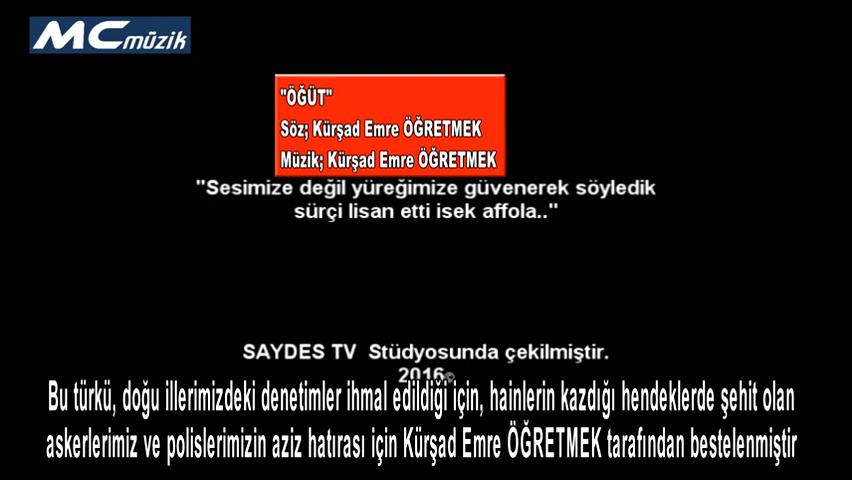 MCmüzik
"ÖĞÜT"
Söz; Kürşad Emre ÖĞRETMEK
Müzik; Kürşad Emre ÖĞRETMEK
"Sesimize değil yüreğimize güvenerek söyledik
sürçi lisan etti isek affola.."
SAYDES TV Stüdyosunda çekilmiştir.
2016©
Bu türkü, doğu illerimizdeki denetimler ihmal edildiği için, hainlerin kazdığı hendeklerde şehit olan
askerlerimiz ve polislerimizin aziz hatırası için Kürşad Emre ÖĞRETMEK tarafından bestelenmiştir